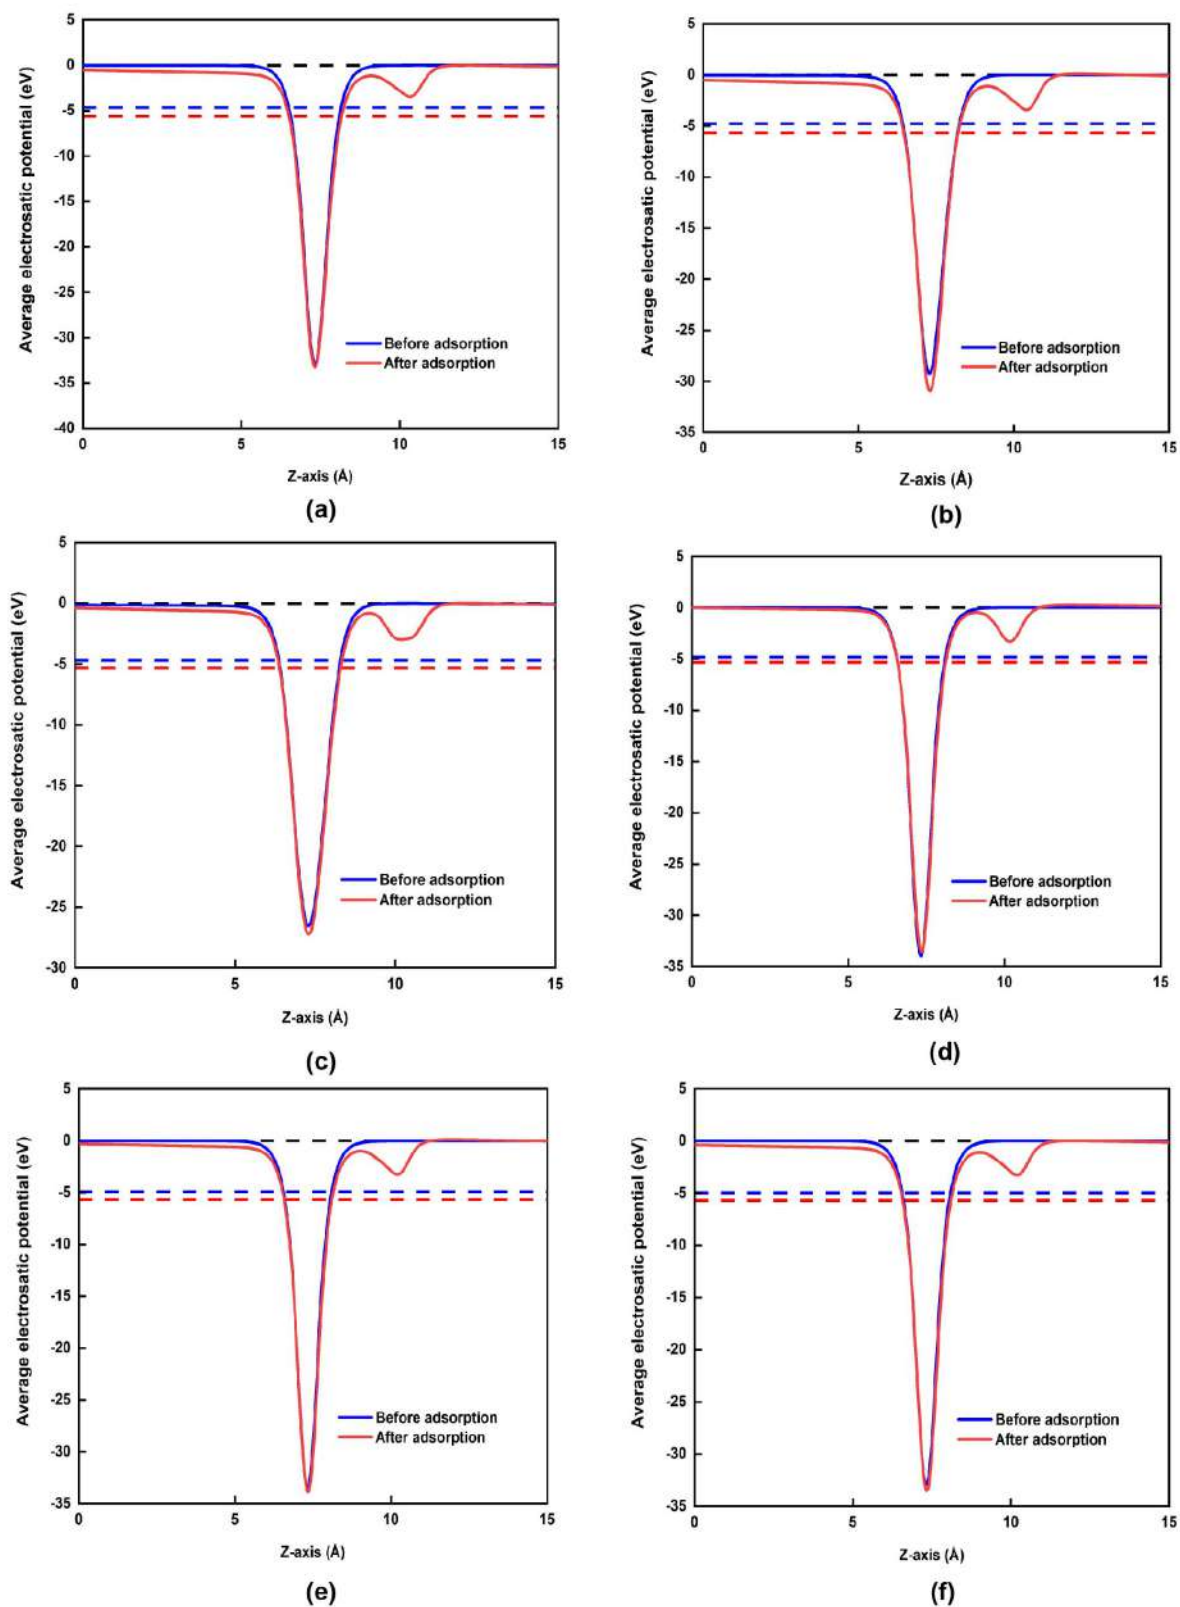 Average electrosatic potential (eV)
5
0
-5
-10
-15
-20
-25
-30
-35
-40
Before adsorption
After adsorption
0 5 10 15
Z-axis (Å)
(a)
Average electrosatic potential (eV)
5
0
-5
-10
-15
-20
-25
-30
-35
Before adsorption
After adsorption
0 5 10 15
Z-axis (Å)
(b)
Average electrosatic potential (eV)
5
0
-5
-10
-15
-20
-25
-30
Before adsorption
After adsorption
0 5 10 15
Z-axis (Å)
(c)
Average electrosatic potential (eV)
5
0
-5
-10
-15
-20
-25
-30
-35
Before adsorption
After adsorption
0 5 10 15
Z-axis (Å)
(d)
Average electrosatic potential (eV)
5
0
-5
-10
-15
-20
-25
-30
-35
Before adsorption
After adsorption
0 5 10 15
Z-axis (Å)
(e)
Average electrosatic potential (eV)
5
0
-5
-10
-15
-20
-25
-30
-35
Before adsorption
After adsorption
0 5 10 15
Z-axis (Å)
(f)